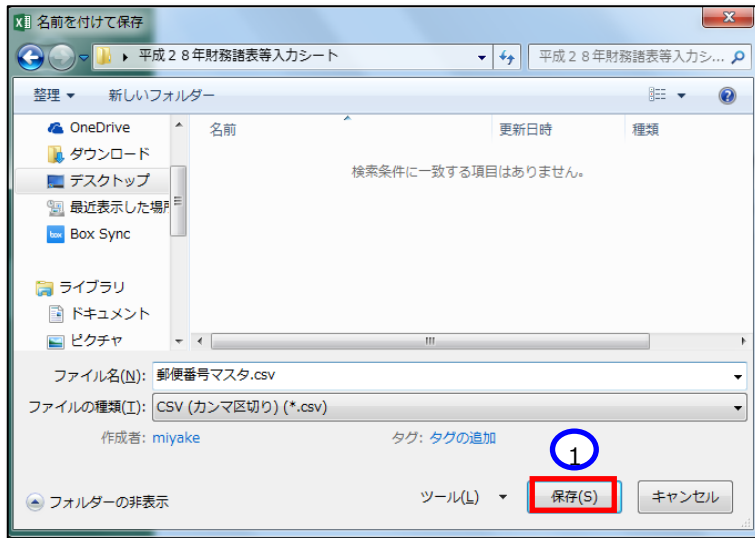 名前を付けて保存
平成２８年財務諸表等入力シート
平成２８年財務諸表等入力シ...
整理 新しいフォルダー
名前 更新日時 種類
OneDrive
ダウンロード
検索条件に一致する項目はありません。
デスクトップ
最近表示した場所
box Box Sync
ライブラリ
ドキュメント
ピクチャ
ファイル名(N): 郵便番号マスタ.csv
ファイルの種類(T): CSV (カンマ区切り) (*.csv)
作成者: miyake タグ: タグの追加
1
フォルダーの非表示 ツール(L) 保存(S) キャンセル